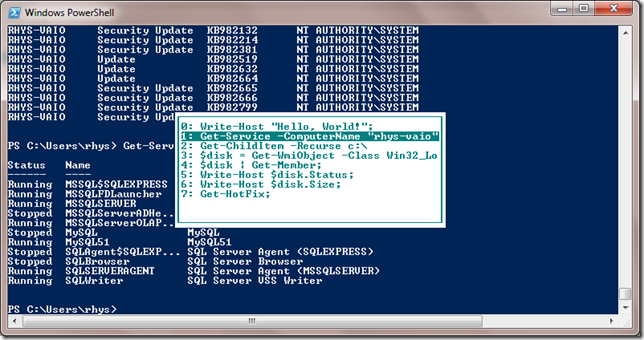 Windows PowerShell
RHYS-VAIO Security Update KB982132 NT AUTHORITY\SYSTEM
RHYS-VAIO Security Update KB982214 NT AUTHORITY\SYSTEM
RHYS-VAIO Security Update KB982381 NT AUTHORITY\SYSTEM
RHYS-VAIO Update KB982519 NT AUTHORITY\SYSTEM
RHYS-VAIO Update KB982632 NT AUTHORITY\SYSTEM
RHYS-VAIO Update KB982664 NT AUTHORITY\SYSTEM
RHYS-VAIO Security Update KB982665 NT AUTHORITY\SYSTEM
RHYS-VAIO Security Update KB982666 NT AUTHORITY\SYSTEM
RHYS-VAIO Security Update KB982799 NT AUTHORITY\SYSTEM
0: Write-Host "Hello, World!";
1: Get-Service -ComputerName "rhys-vaio"
2: Get-ChildItem -Recurse c:\
3: $disk = Get-WmiObject -Class Win32_Lo
4: $disk | Get-Member;
5: Write-Host $disk.Status;
6: Write-Host $disk.Size;
7: Get-HotFix;
PS C:\Users\rhys> Get-Serv
Status Name
------ ----
Running MSSQL$SQLEXPRESS
Running MSSQLFDLauncher
Running MSSQLSERVER
Stopped MSSQLServerADHe...
Running MSSQLServerOLAP...
Stopped MySQL MySQL
Running MySQL51 MySQL51
Stopped SQLAgent$SQLEXP... SQL Server Agent (SQLEXPRESS)
Stopped SQLBrowser SQL Server Browser
Running SQLSERVERAGENT SQL Server Agent (MSSQLSERVER)
Running SQLWriter SQL Server VSS Writer
PS C:\Users\rhys>